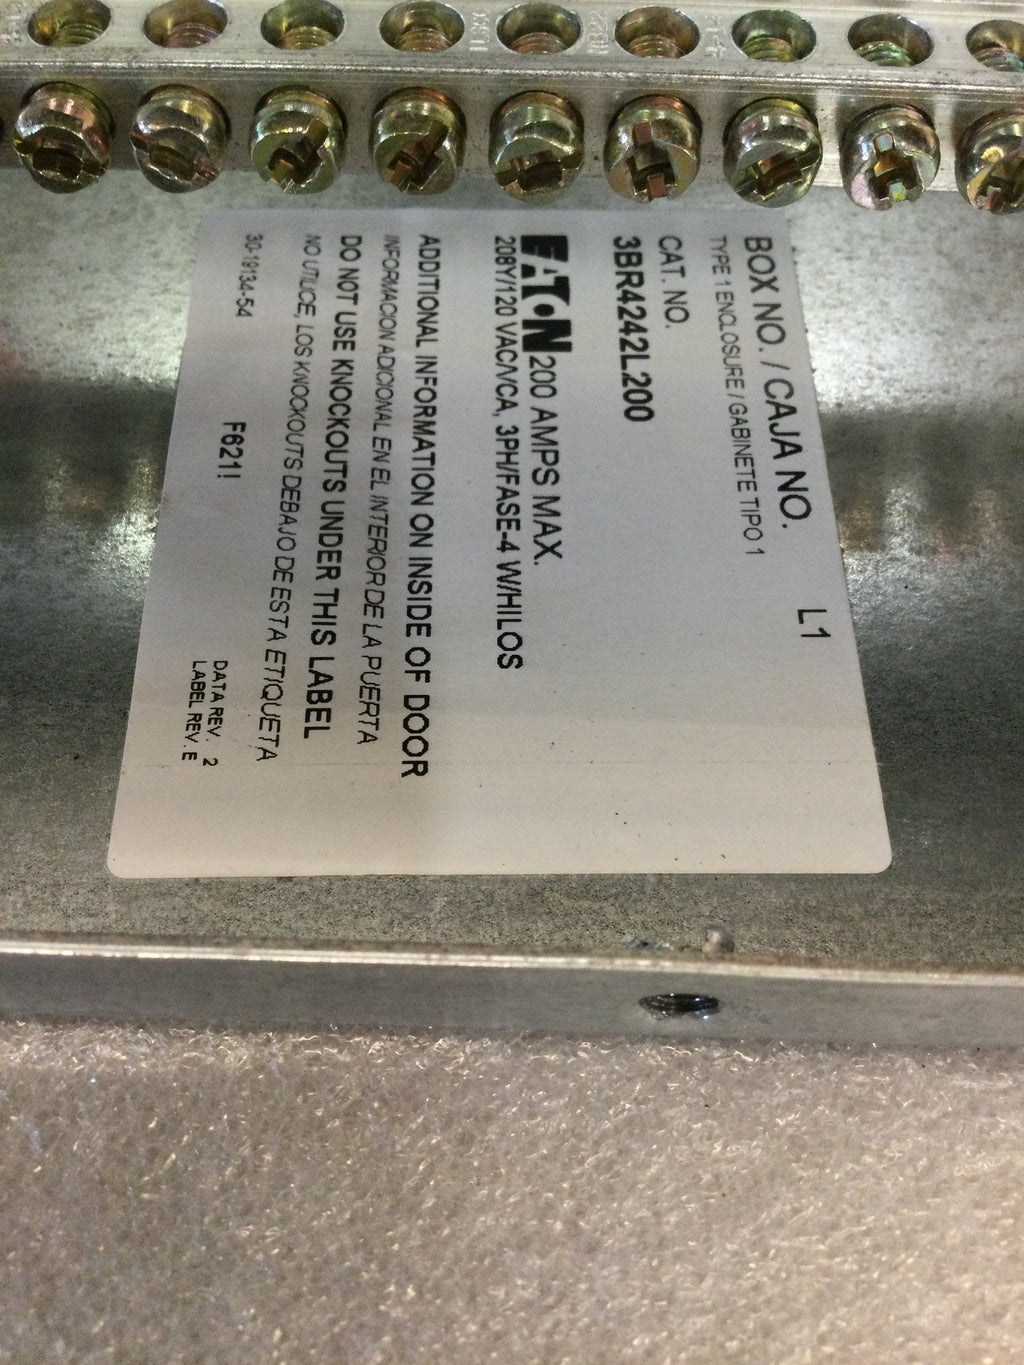 BOX NO. / CAJA NO. L1
TYPE 1 ENCLOSURE / GABINETE TIPO 1
CAT. NO.
3BR4242L200
EATON 200 AMPS MAX.
208Y/120 VAC/VCA, 3PH/FASE-4 W/HILOS
ADDITIONAL INFORMATION ON INSIDE OF DOOR
INFORMACION ADICIONAL EN EL INTERIOR DE LA PUERTA
DO NOT USE KNOCKOUTS UNDER THIS LABEL
NO UTILICE, LOS KNOCKOUTS DEBAJO DE ESTA ETIQUETA
30-19134-54 F621! DATA REV. 2
LABEL REV. E